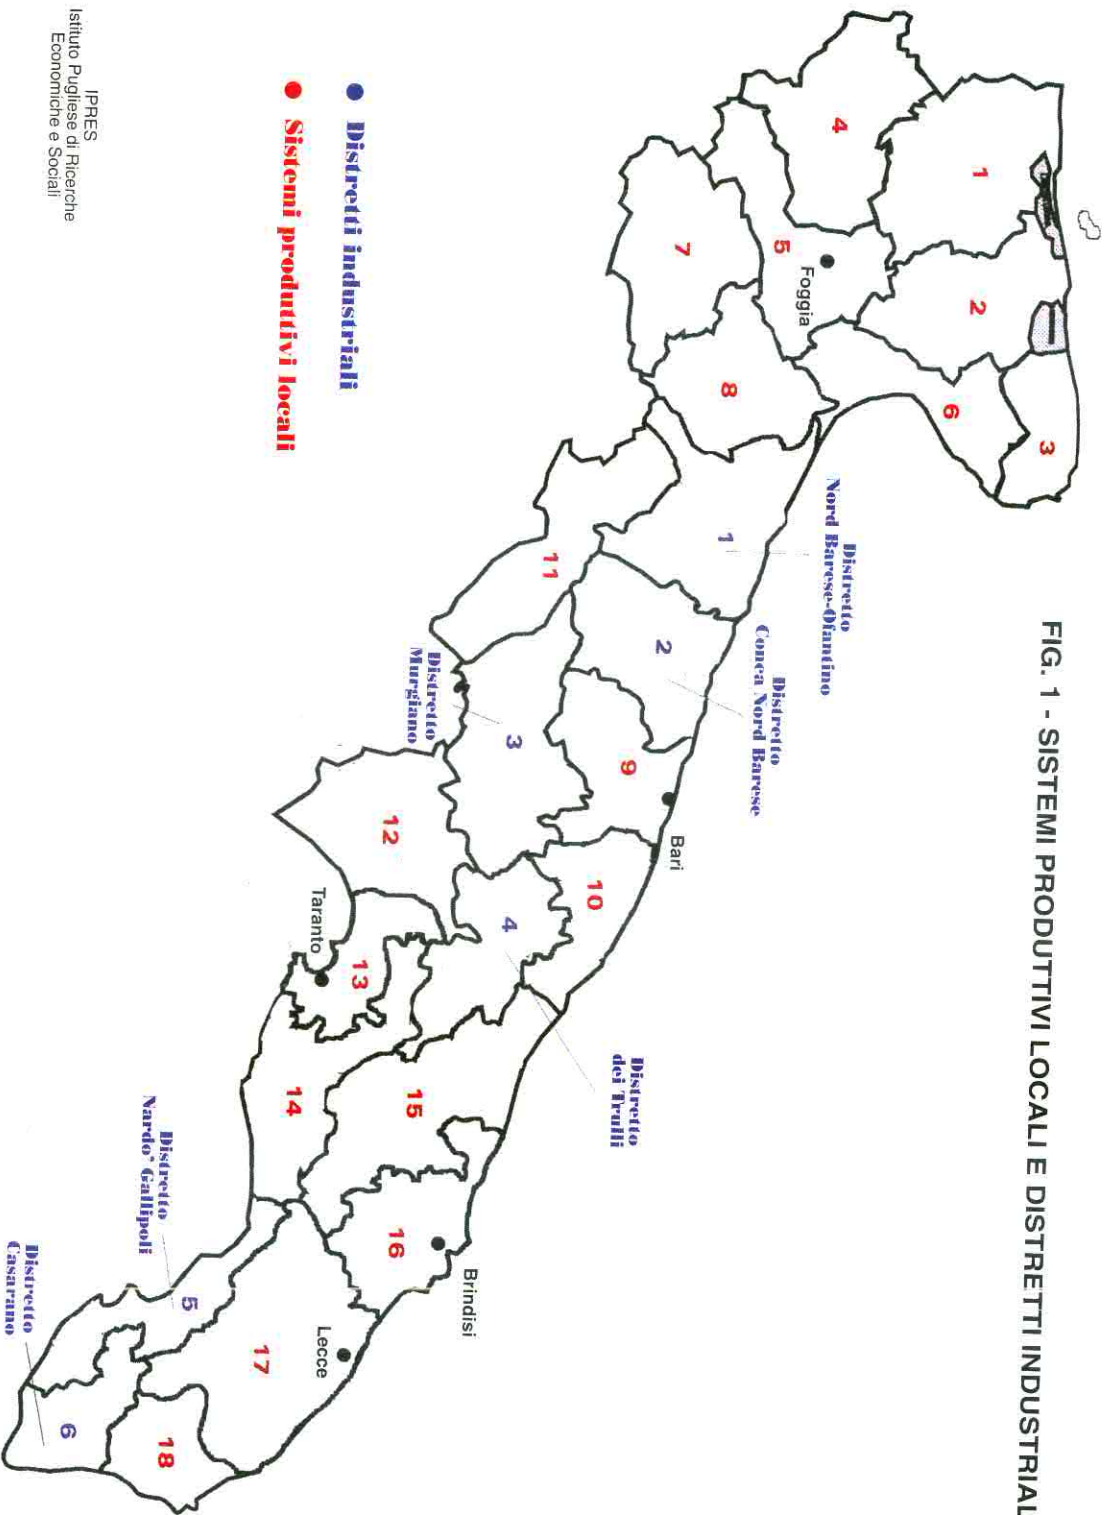 FIG. 1 - SISTEMI PRODUTTIVI LOCALI E DISTRETTI INDUSTRIAL
1
2
3
4
5
6
7
8
Foggia
Distretto
Nord Barese-Ofantino
1
Distretto
Conca Nord Barese
2
11
9
Bari
10
3
Distretto
Murgiano
12
4
Distretto
dei Trulli
Taranto
13
14
15
16
Brindisi
Lecce
17
18
5
Distretto
Nardo' Gallipoli
6
Distretto
Casarano
Distretti industriali
Sistemi produttivi locali
IPRES
Istituto Pugliese di Ricerche
Economiche e Sociali